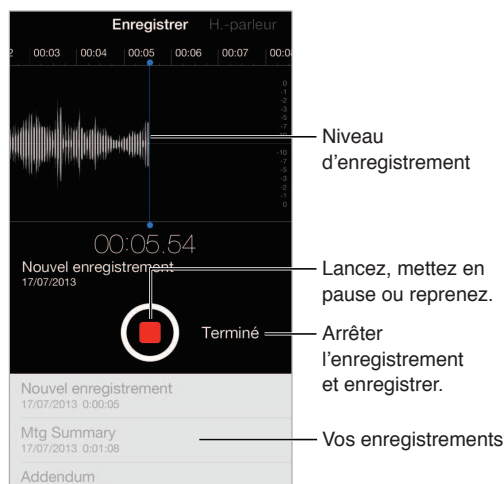 Enregistrer H.-parleur
2 00:03 00:04 00:05 00:06 00:07 00:0
0
-1
-2
-3
-5
-7
-10
-10
-7
-5
-3
-2
-1
0
Niveau
d'enregistrement
00:05.54
Nouvel enregistrement
17/07/2013
Lancez, mettez en
pause ou reprenez.
Terminé
Arrêter
l'enregistrement
et enregistrer.
Nouvel enregistrement
17/07/2013 0:00:05
Mtg Summary
17/07/2013 0:01:08
Vos enregistrements
Addendum